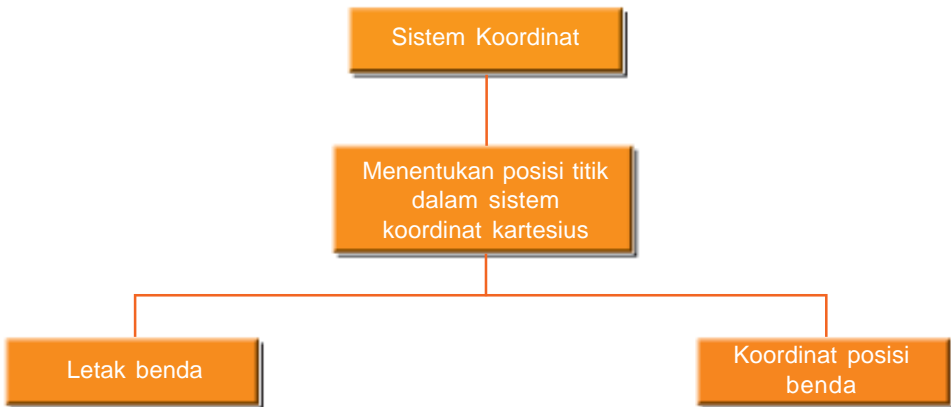 Sistem Koordinat
Menentukan posisi titik
dalam sistem
koordinat kartesius
Letak benda
Koordinat posisi
benda